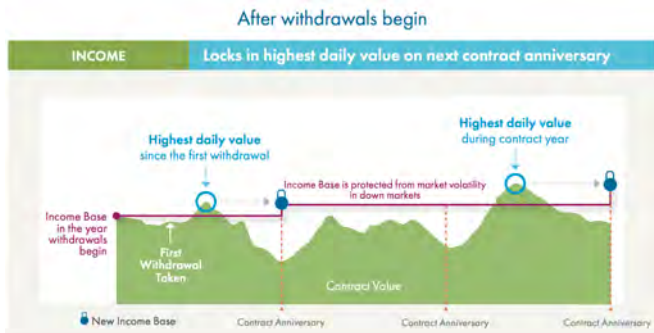 After withdrawals begin
INCOME
Locks in highest daily value on next contract anniversary
Highest daily value
since the first withdrawal
Highest daily value
during contract year
Income Base is protected from market volatility
in down markets
Income Base
in the year
withdrawals
begin
First
Withdrawal
Taken
Contract Value
New Income Base
Contract Anniversary
Contract Anniversary
Contract Anniversary